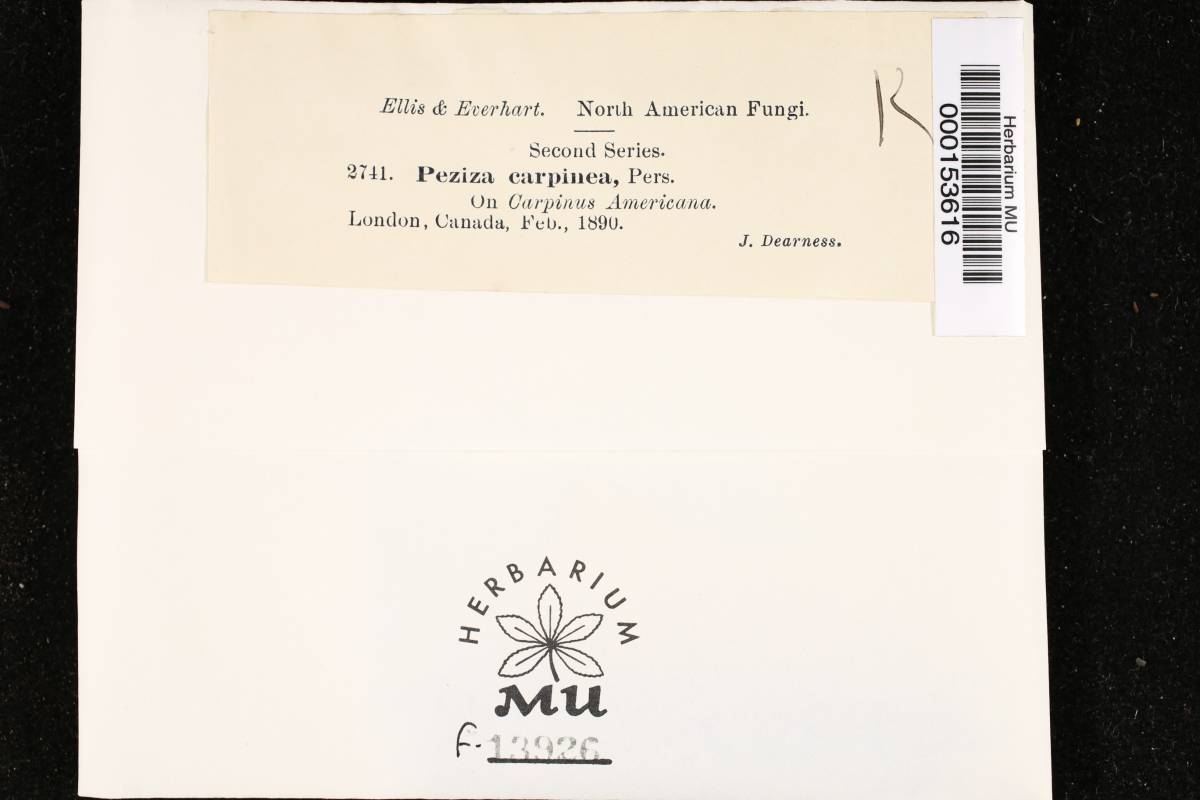 Ellis & Everhart. North American Fungi.
Second Series.
2741. Peziza carpinea, Pers.
On Carpinus Americana.
London, Canada, Feb., 1890.
J. Dearness.
K
Herbarium MU
000153616
HERBARIUM
MU
F. 13926